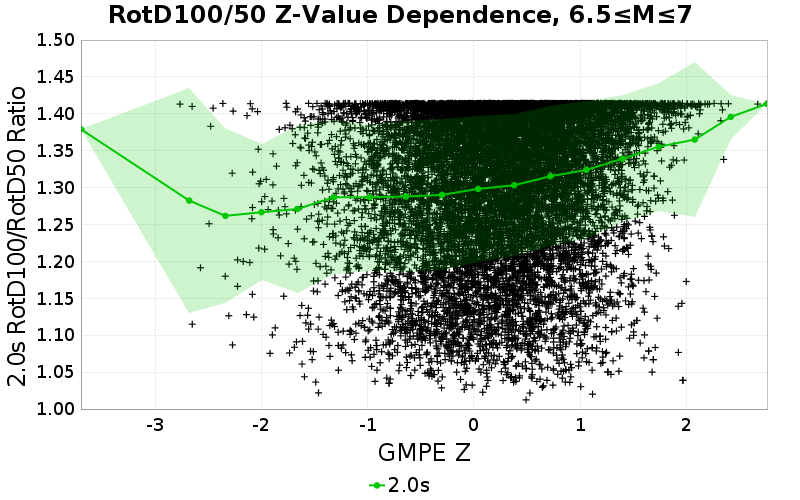 RotD100/50 Z-Value Dependence, 6.5≤M≤7
2.0s RotD100/RotD50 Ratio
1.50
1.45
1.40
1.35
1.30
1.25
1.20
1.15
1.10
1.05
1.00
-3 -2 -1 0 1 2
GMPE Z
2.0s